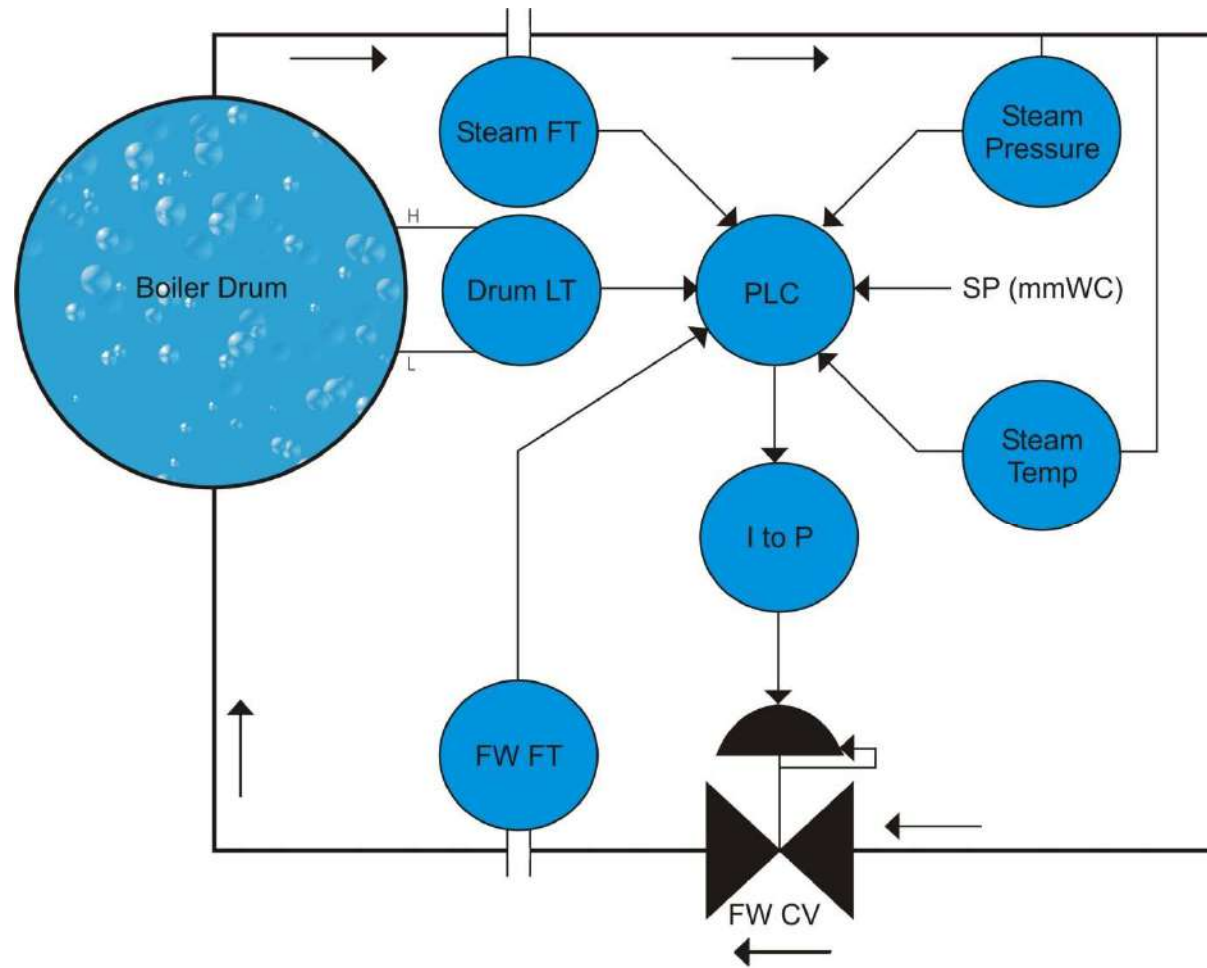 Steam FT
Steam
Pressure
H
Boiler Drum
Drum LT
PLC
SP (mmWC)
L
Steam
Temp
I to P
FW FT
FW CV